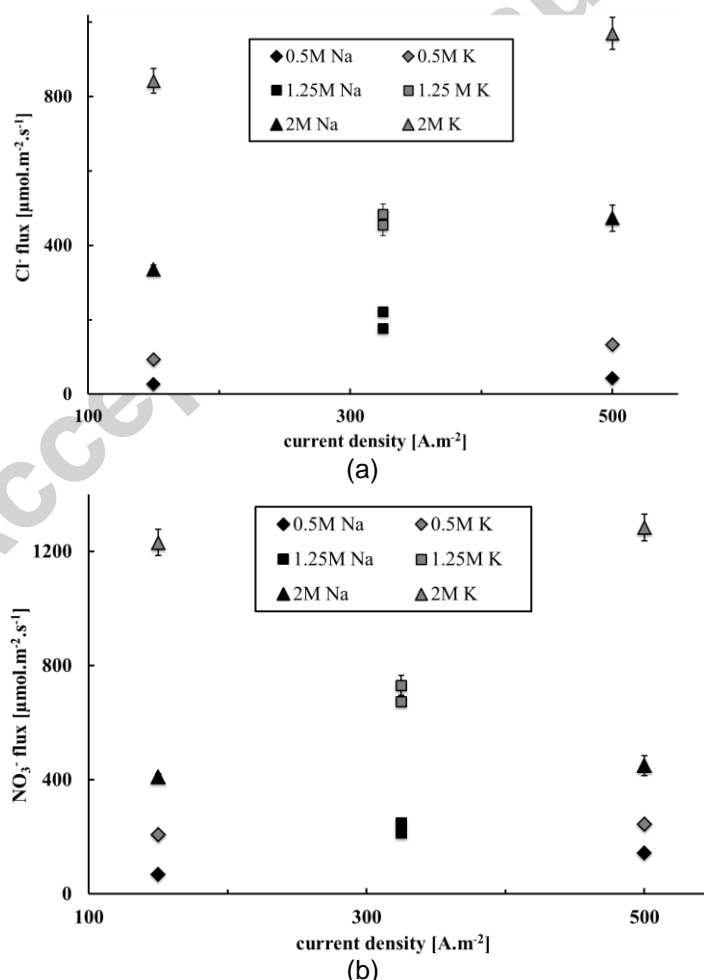 800
400
0
Cl⁻ flux [µmol.m⁻².s⁻¹]
◆0.5M Na ◆0.5M K
■1.25M Na ■1.25 M K
▲2M Na ▲2M K
100 300 500
current density [A.m⁻²]
(a)
1200
800
400
0
NO₃⁻ flux [µmol.m⁻².s⁻¹]
◆0.5M Na ◆0.5M K
■1.25M Na ■1.25M K
▲2M Na ▲2M K
100 300 500
current density [A.m⁻²]
(b)